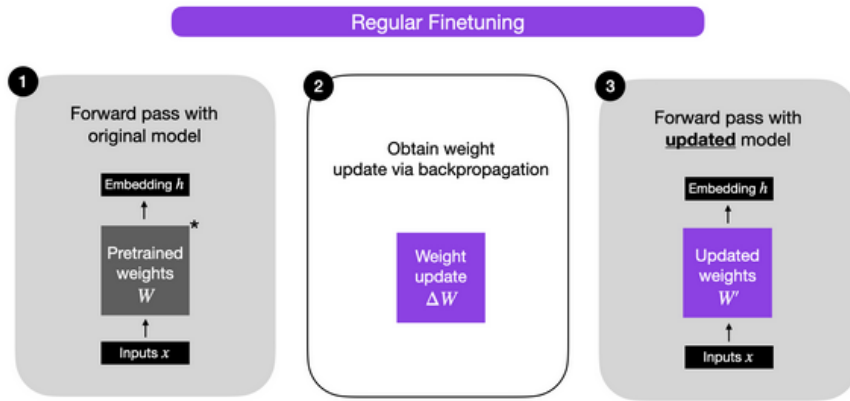 Regular Finetuning
1
Forward pass with
original model
Embedding h
*
Pretrained
weights
W
Inputs x
2
Obtain weight
update via backpropagation
Weight
update
ΔW
3
Forward pass with
updated model
Embedding h
Updated
weights
W′
Inputs x